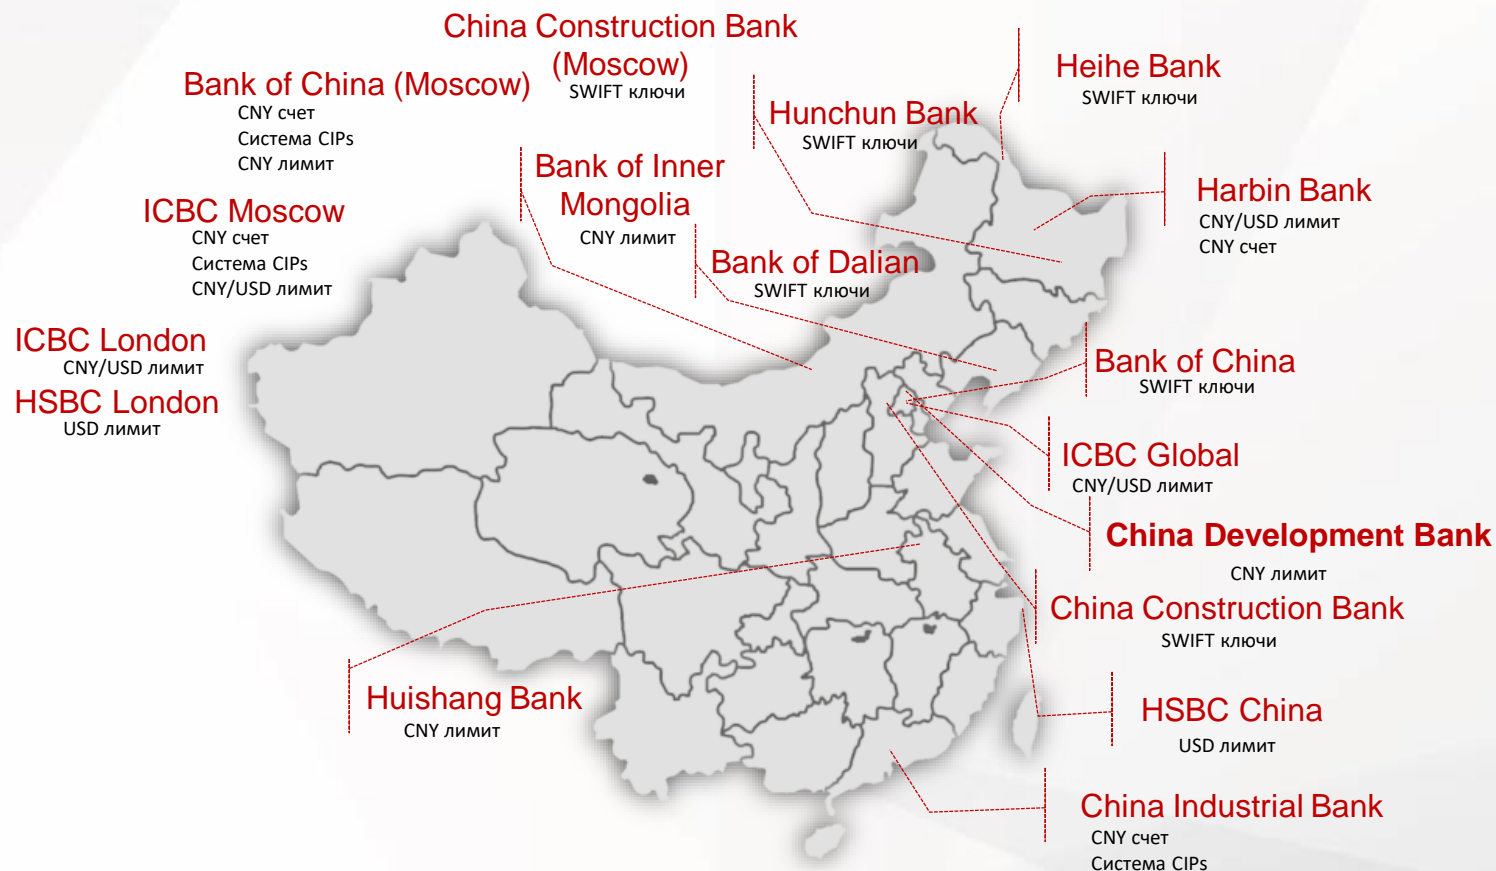 China Construction Bank
(Moscow)
SWIFT ключи
Bank of China (Moscow)
CNY счет
Система CIPs
CNY лимит
Heihe Bank
SWIFT ключи
Hunchun Bank
SWIFT ключи
Bank of Inner
Mongolia
CNY лимит
Harbin Bank
CNY/USD лимит
CNY счет
ICBC Moscow
CNY счет
Система CIPs
CNY/USD лимит
Bank of Dalian
SWIFT ключи
ICBC London
CNY/USD лимит
HSBC London
USD лимит
Bank of China
SWIFT ключи
ICBC Global
CNY/USD лимит
China Development Bank
CNY лимит
China Construction Bank
SWIFT ключи
Huishang Bank
CNY лимит
HSBC China
USD лимит
China Industrial Bank
CNY счет
Система CIPs